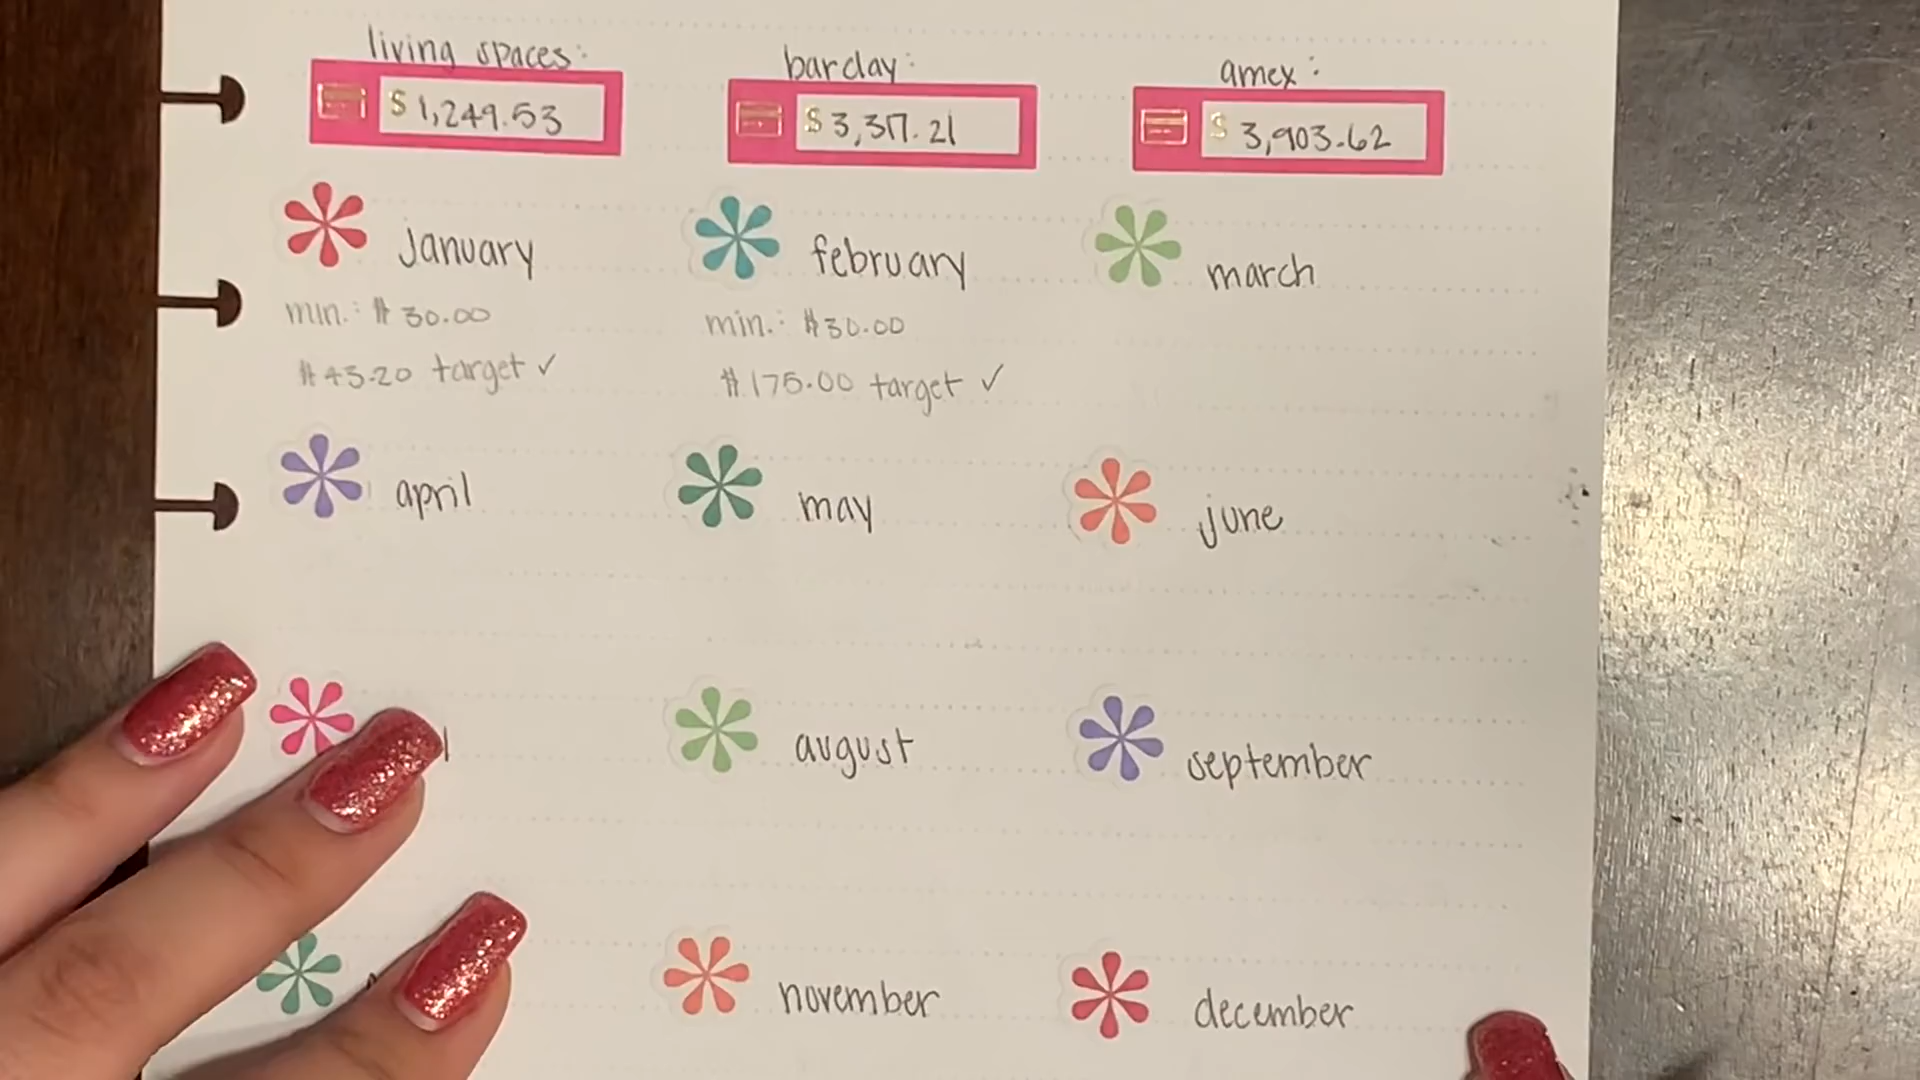 living spaces: barclay: amex:
$ 1,249.53 $ 3,317.21 $ 3,903.62
january february march
min.: $30.00 min.: $30.00
$43.20 target ✓ $175.00 target ✓
april may june
august september
november december